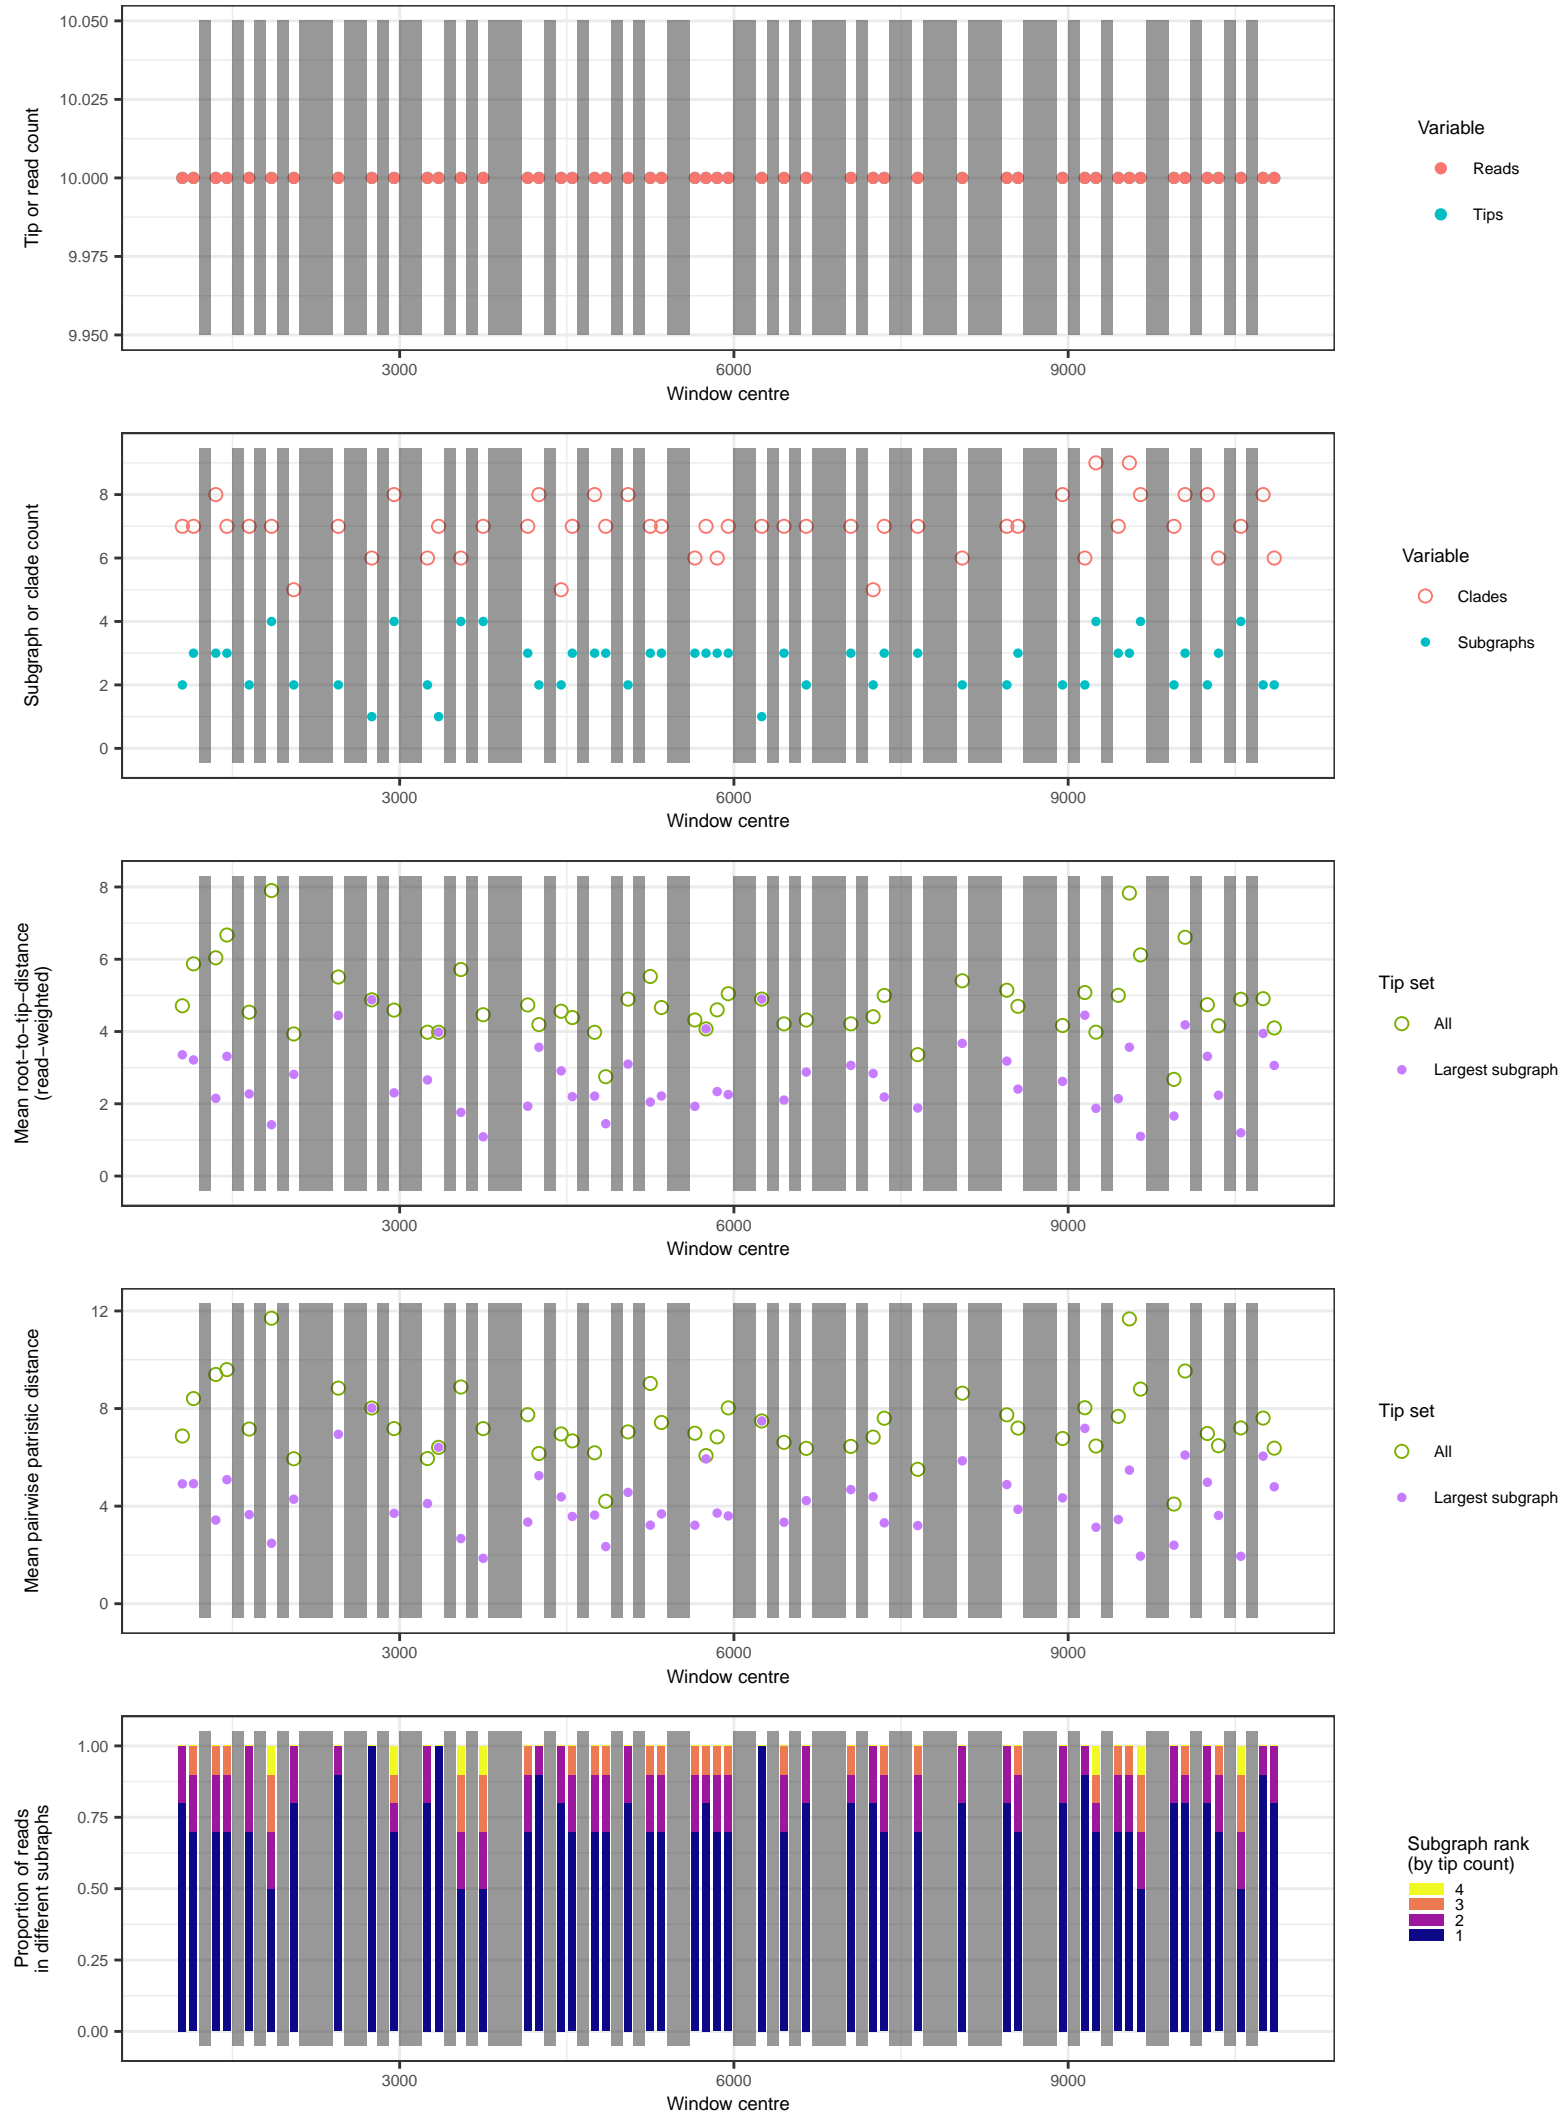 10.050
10.025
10.000
9.975
9.950
Tip or read count
3000
6000
9000
Window centre
Variable
Reads
Tips
8
6
4
2
0
Subgraph or clade count
3000
6000
9000
Window centre
Variable
Clades
Subgraphs
8
6
4
2
0
Mean root−to−tip−distance
(read−weighted)
3000
6000
9000
Window centre
Tip set
All
Largest subgraph
12
8
4
0
Mean pairwise patristic distance
3000
6000
9000
Window centre
Tip set
All
Largest subgraph
1.00
0.75
0.50
0.25
0.00
Proportion of reads
in different subraphs
3000
6000
9000
Window centre
Subgraph rank
(by tip count)
4
3
2
1